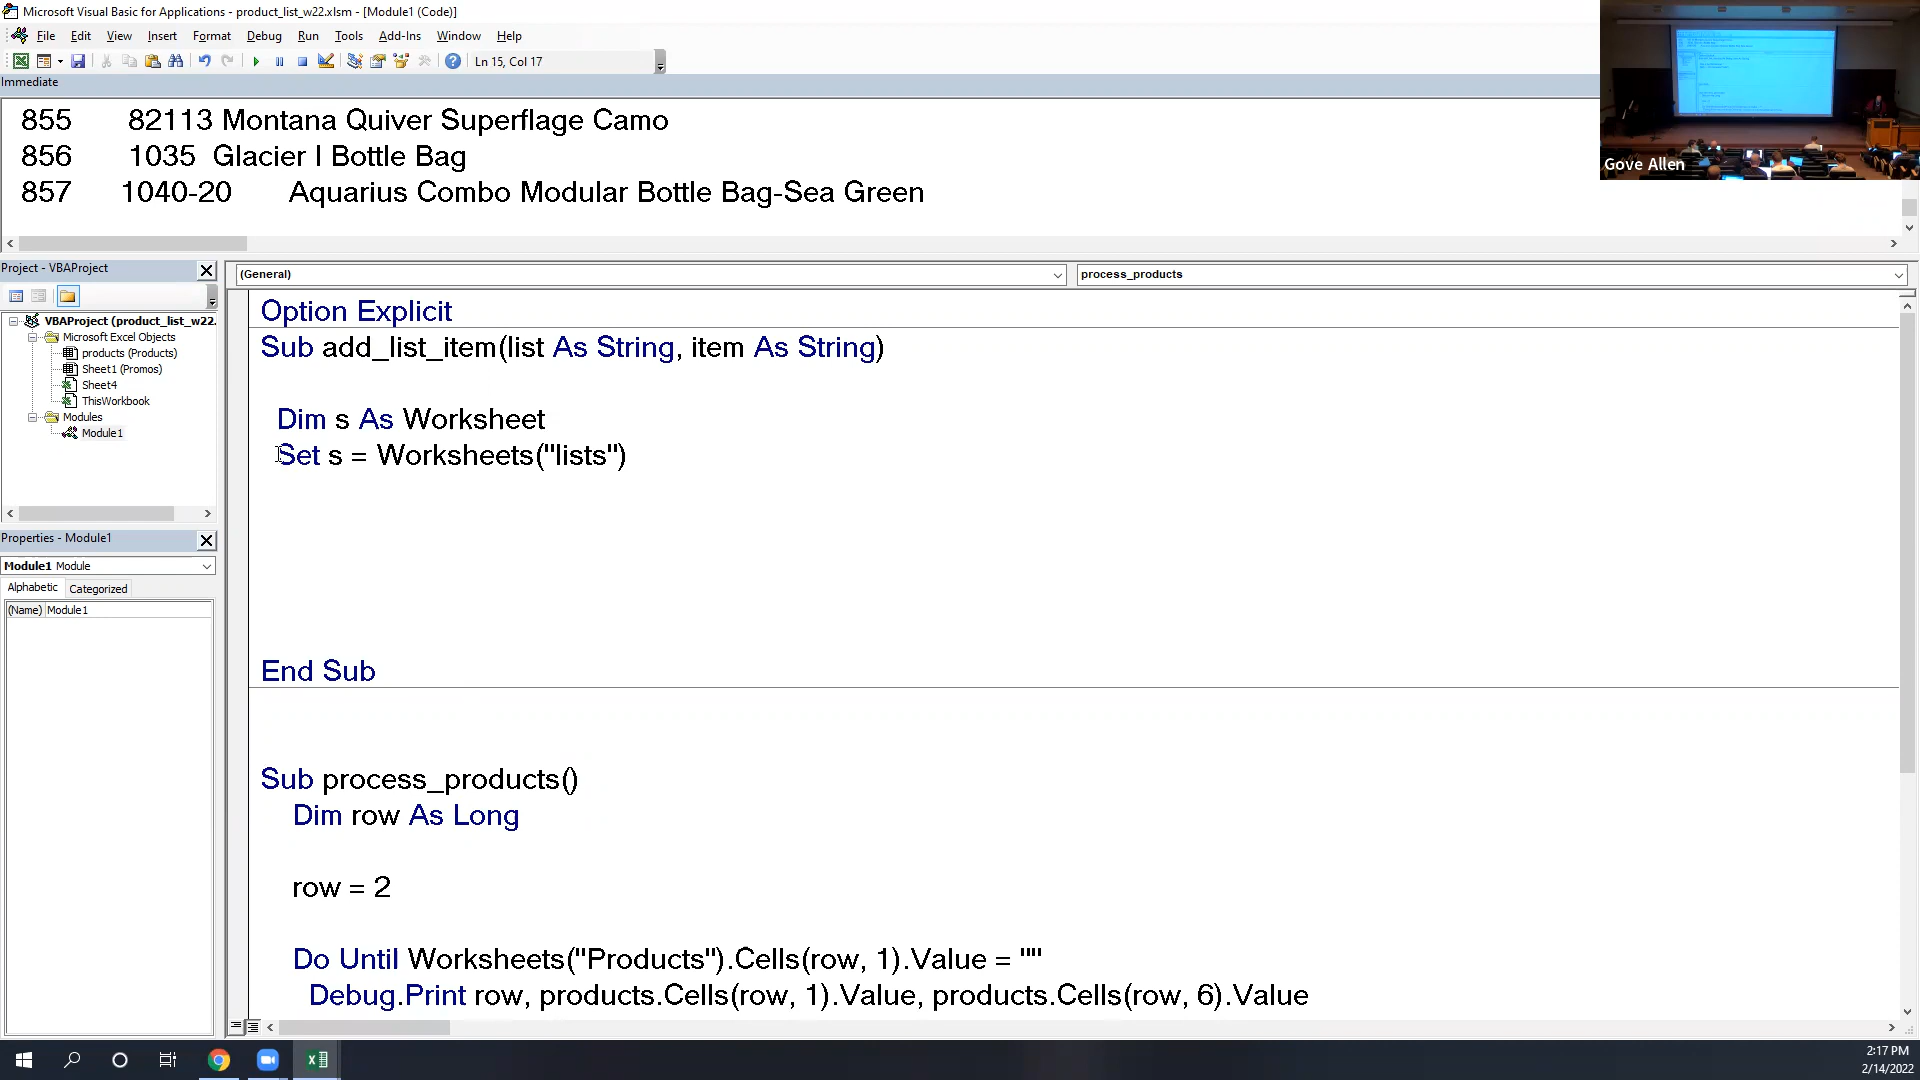 Microsoft Visual Basic for Applications - product_list_w22.xlsm - [Module1 (Code)]
File Edit View Insert Format Debug Run Tools Add-Ins Window Help
Ln 15, Col 17
Immediate
855 82113 Montana Quiver Superflage Camo
856 1035 Glacier I Bottle Bag
857 1040-20 Aquarius Combo Modular Bottle Bag-Sea Green
Gove Allen
Project - VBAProject
VBAProject (product_list_w22.
Microsoft Excel Objects
products (Products)
Sheet1 (Promos)
Sheet4
ThisWorkbook
Modules
Module1
Properties - Module1
Module1 Module
Alphabetic Categorized
(Name) Module1
(General) process_products
Option Explicit
Sub add_list_item(list As String, item As String)
Dim s As Worksheet
Set s = Worksheets("lists")
End Sub
Sub process_products()
Dim row As Long
row = 2
Do Until Worksheets("Products").Cells(row, 1).Value = ""
Debug.Print row, products.Cells(row, 1).Value, products.Cells(row, 6).Value
2:17 PM
2/14/2022